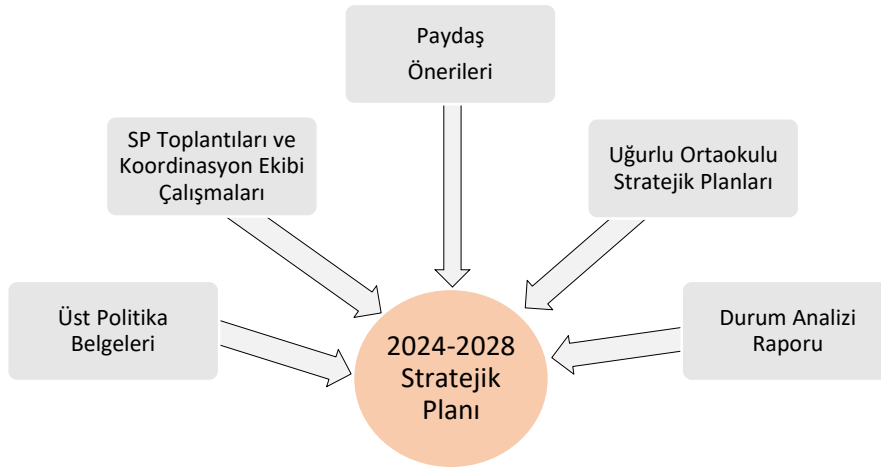 Paydaş
Önerileri
SP Toplantıları ve
Koordinasyon Ekibi
Çalışmaları
Uğurlu Ortaokulu
Stratejik Planları
Üst Politika
Belgeleri
Durum Analizi
Raporu
2024-2028
Stratejik
Planı